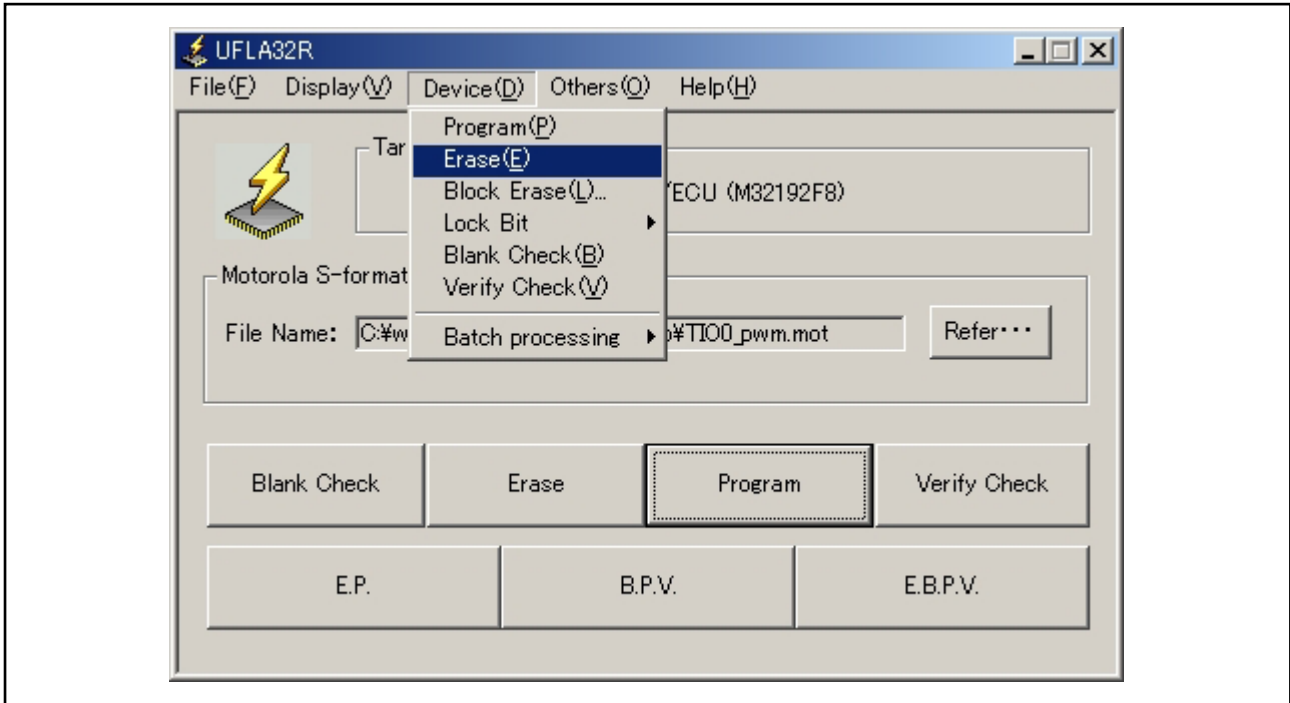 UFLA32R
File(F) Display(V) Device(D) Others(O) Help(H)
Program(P)
Erase(E)
Block Erase(L)...
Lock Bit
Blank Check(B)
Verify Check(V)
Batch processing
Tar
ECU (M32192F8)
Motorola S-format
File Name: C:¥w ¥TIO0_pwm.mot Refer･･･
Blank Check Erase Program Verify Check
E.P. B.P.V. E.B.P.V.